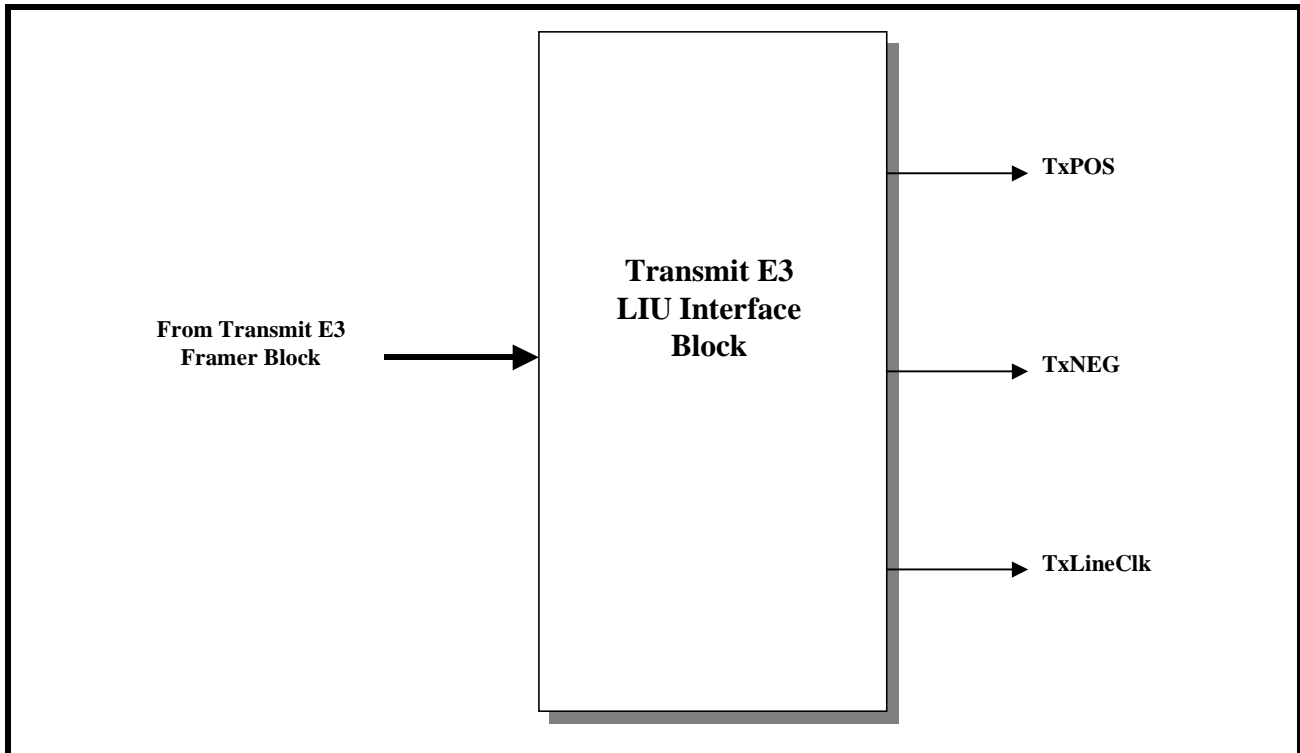 From Transmit E3
Framer Block
Transmit E3
LIU Interface
Block
TxPOS
TxNEG
TxLineClk